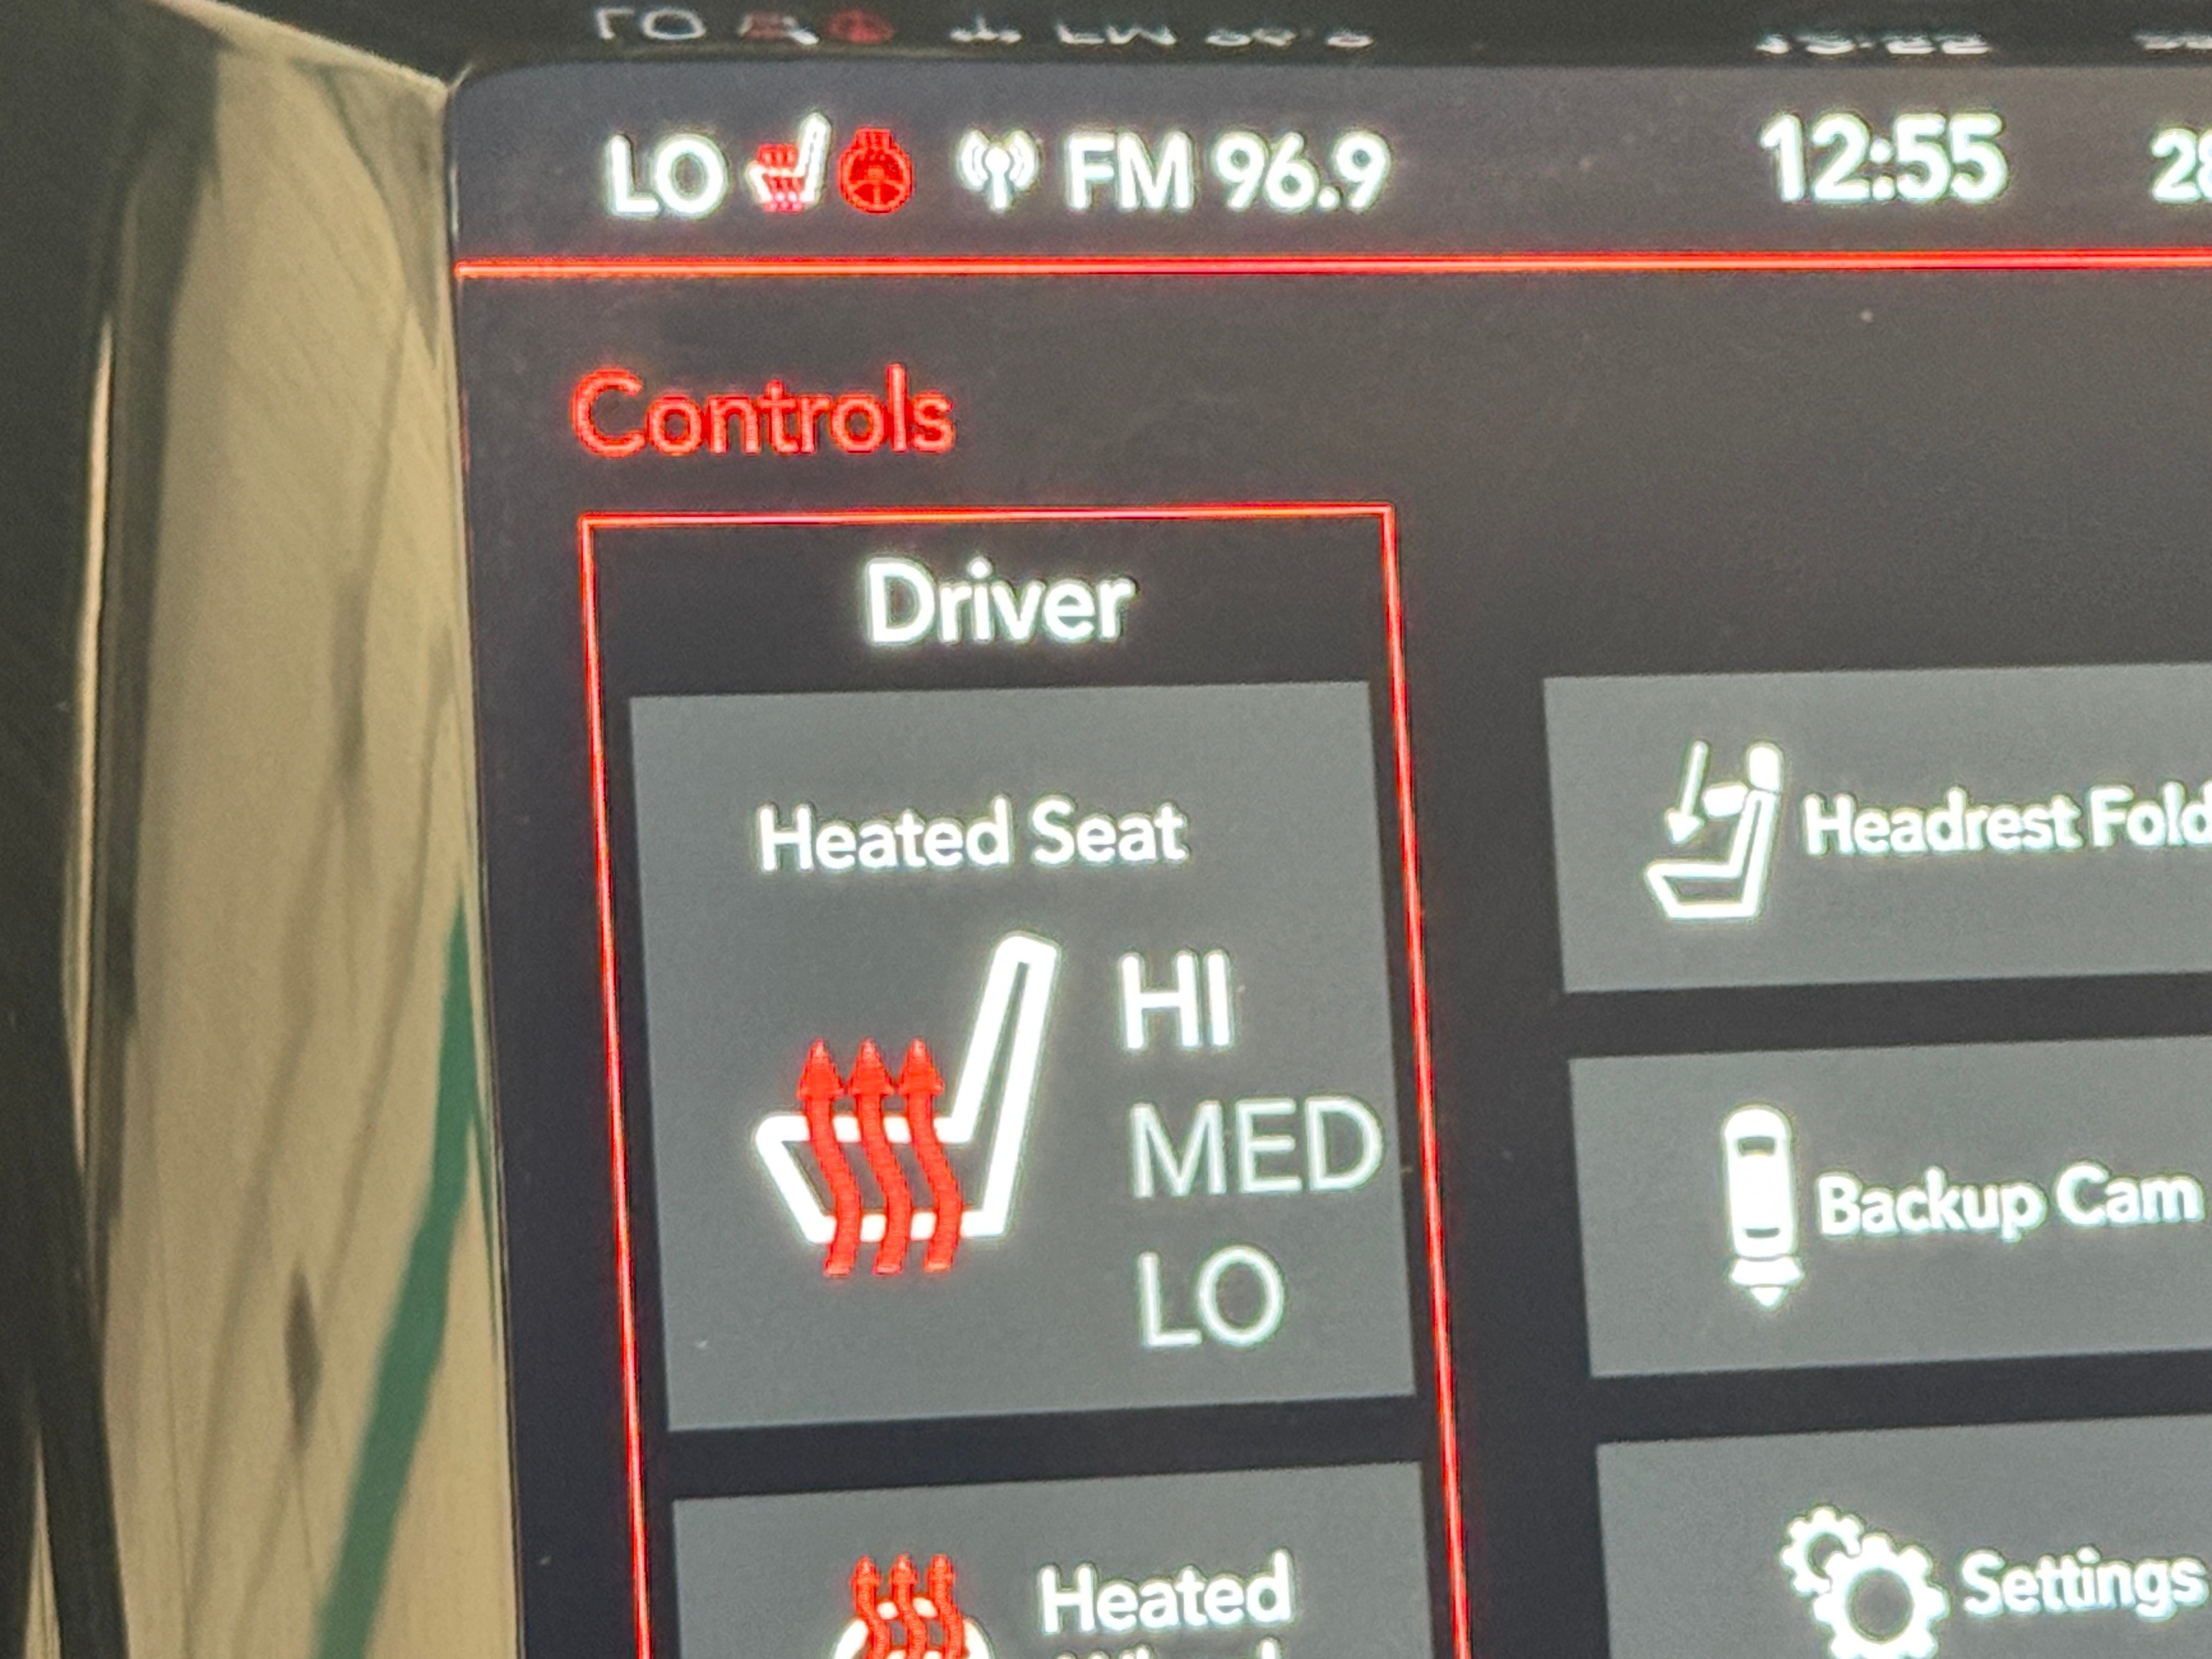 LO FM 96.9 12:55 28
Controls
Driver
Heated Seat
HI
MED
LO
Heated
Headrest Fold
Backup Cam
Settings